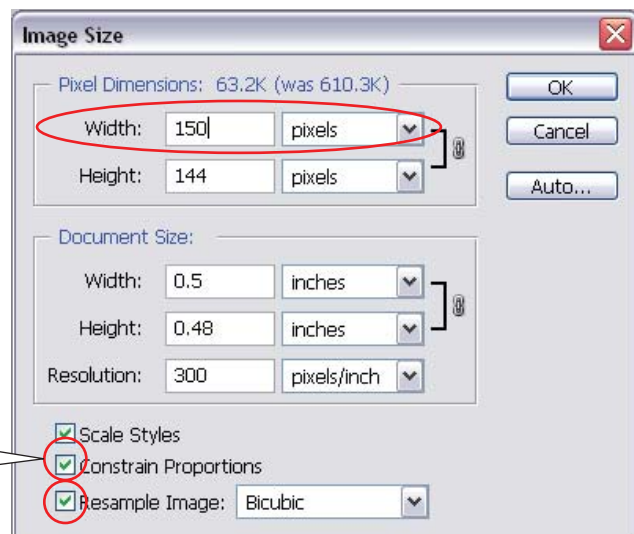 Image Size
Pixel Dimensions: 63.2K (was 610.3K)
Width: 150 pixels
Height: 144 pixels
OK
Cancel
Auto...
Document Size:
Width: 0.5 inches
Height: 0.48 inches
Resolution: 300 pixels/inch
Scale Styles
Constrain Proportions
Resample Image: Bicubic